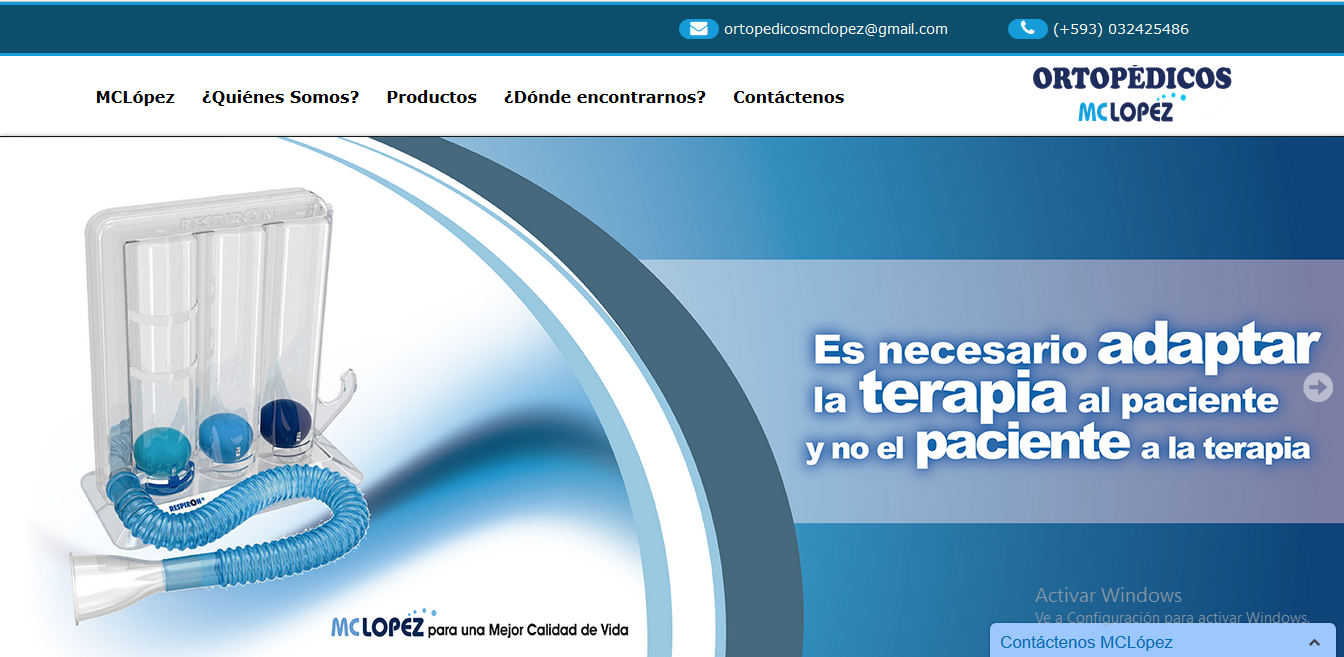 ortopedicosmclopez@gmail.com
(+593) 032425486
MCLópez
¿Quiénes Somos?
Productos
¿Dónde encontrarnos?
Contáctenos
ORTOPÉDICOS
MCLOPÉZ
RESPIRON
Es necesario adaptar
la terapia al paciente
y no el paciente a la terapia
RESPIRON®
MCLOPÉZ para una Mejor Calidad de Vida
Activar Windows
Ve a Configuración para activar Windows.
Contáctenos MCLópez